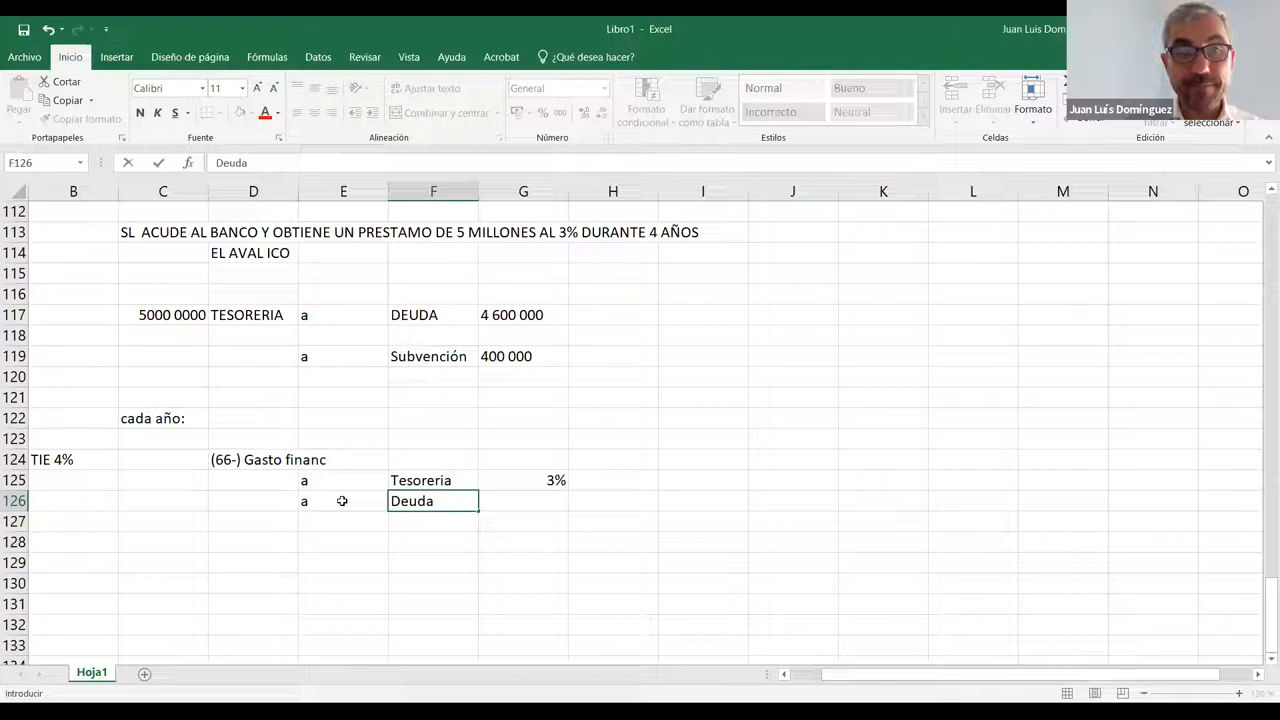 Libro1 - Excel
Juan Luis Dom
Archivo Inicio Insertar Diseño de página Fórmulas Datos Revisar Vista Ayuda Acrobat ¿Qué desea hacer?
Pegar
Cortar
Copiar
Copiar formato
Calibri 11
N K S
Ajustar texto
Combinar y centrar
General
% 000
Formato condicional
Dar formato como tabla
Normal Bueno
Incorrecto Neutral
Insertar Eliminar Formato
Juan Luís Domínguez
filtrar seleccionar
Portapapeles Fuente Alineación Número Estilos Celdas Edición
F126 fx Deuda
B C D E F G H I J K L M N O
112
113 SL ACUDE AL BANCO Y OBTIENE UN PRESTAMO DE 5 MILLONES AL 3% DURANTE 4 AÑOS
114 EL AVAL ICO
115
116
117 5000 0000 TESORERIA a DEUDA 4 600 000
118
119 a Subvención 400 000
120
121
122 cada año:
123
124 TIE 4% (66-) Gasto financ
125 a Tesoreria 3%
126 a Deuda
127
128
129
130
131
132
133
Hoja1
Introducir